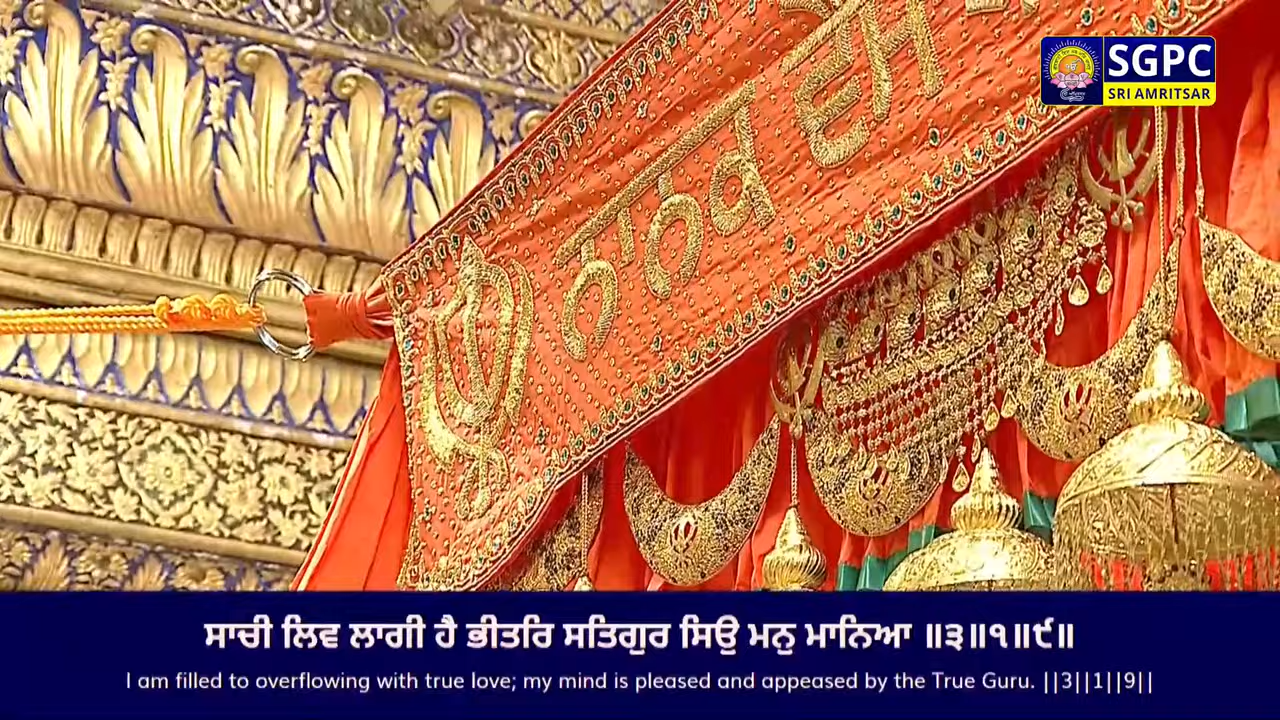 SGPC
SRI AMRITSAR
ਨਾਨਕ
ਸਾਚੀ ਲਿਵ ਲਾਗੀ ਹੈ ਭੀਤਰਿ ਸਤਿਗੁਰ ਸਿਉ ਮਨੁ ਮਾਨਿਆ ॥੩॥੧॥੯॥
I am filled to overflowing with true love; my mind is pleased and appeased by the True Guru. ||3||1||9||